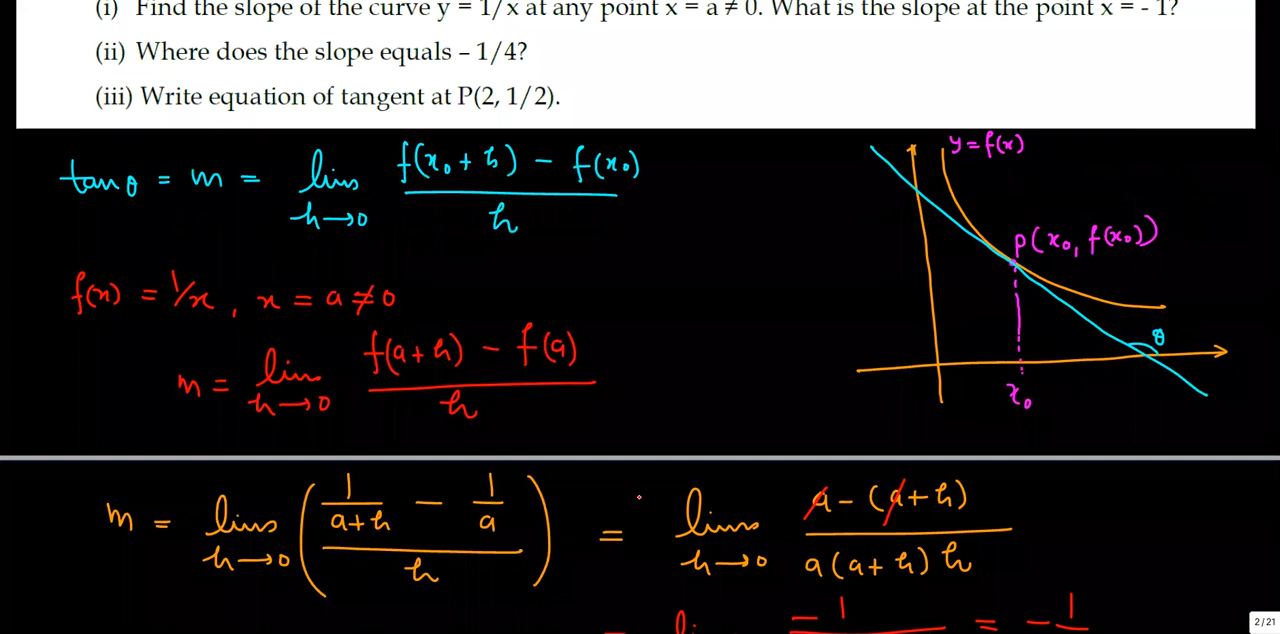 (i) Find the slope of the curve y = 1/x at any point x = a ≠ 0. What is the slope at the point x = - 1?
(ii) Where does the slope equals – 1/4?
(iii) Write equation of tangent at P(2, 1/2).
tan θ = m = lim h→0 (f(x₀ + h) − f(x₀)) / h
y = f(x)
P(x₀, f(x₀))
θ
x₀
f(x) = 1/x , x = a ≠ 0
m = lim h→0 (f(a+h) − f(a)) / h
m = lim h→0 ((1/(a+h) − 1/a) / h) = lim h→0 (a − (a+h)) / (a(a+h)h)
−1 = −1
2/21